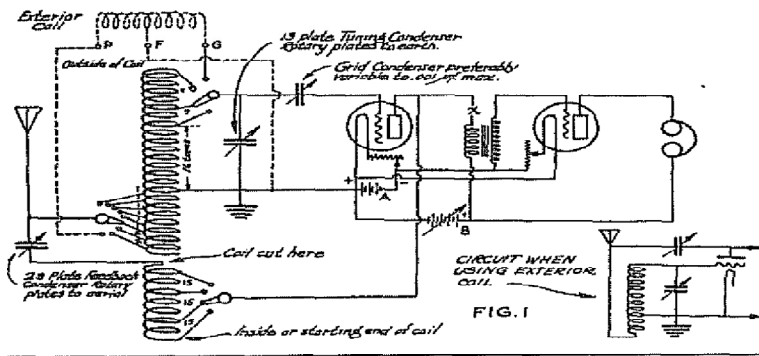 Exterior
Coil
P
F
G
Outside of Coil
13 plate Tuning Condenser
Rotary plates to earth.
Grid Condenser preferably
variable to .001 μf max.
16 turns
+
-
A
B
X
Coil cut here
23 Plate Feedback
Condenser Rotary
plates to aerial
15
15
15
Inside or starting end of coil
CIRCUIT WHEN
USING EXTERIOR
COIL.
FIG. 1